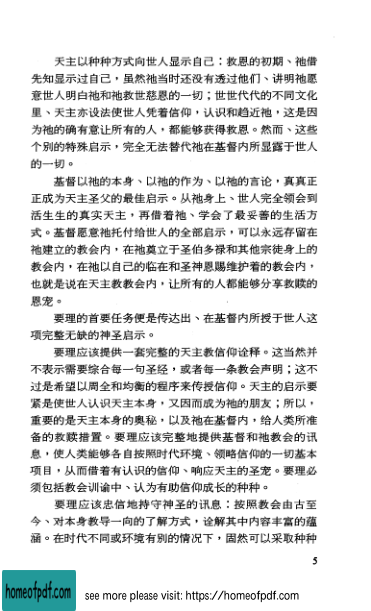 天主以种种方式向世人显示自己：救恩的初期、祂借
先知显示过自己，虽然祂当时还没有透过他们、讲明祂愿
意世人明白祂和祂救世慈恩的一切；世世代代的不同文化
里、天主亦设法使世人凭着信仰，认识和趋近祂，这是因
为祂的确有意让所有的人，都能够获得救恩。然而、这些
个别的特殊启示，完全无法替代祂在基督内所显露于世人
的一切。
基督以祂的本身、以祂的作为、以祂的言论，真真正
正成为天主圣父的最佳启示。从祂身上、世人完全领会到
活生生的真实天主，再借着祂、学会了最妥善的生活方
式。基督愿意祂托付给世人的全部启示，可以永远存留在
祂建立的教会内，在祂奠立于圣伯多禄和其他宗徒身上的
教会内，在祂以自己的临在和圣神恩赐维护着的教会内，
也就是说在天主教教会内，让所有的人都能够分享救赎的
恩宠。
要理的首要任务便是传达出、在基督内所授于世人这
项完整无缺的神圣启示。
要理应该提供一套完整的天主教信仰诠释。这当然并
不表示需要综合每一句圣经，或者每一条教会声明；这不
过是希望以周全和均衡的程序来传授信仰。天主的启示要
紧是使世人认识天主本身，又因而成为祂的朋友；所以，
重要的是天主本身的奥秘，以及祂在基督内，给人类所准
备的救赎措置。要理应该完整地提供基督和祂教会的讯
息，使人类能够各自按照时代环境、领略信仰的一切基本
项目，从而借着有认识的信仰、响应天主的圣宠。要理必
须包括教会训谕中、认为有助信仰成长的种种。
要理应该忠信地持守神圣的讯息：按照教会由古至
今、对本身教导一向的了解方式，诠解其中内容丰富的蕴
涵。在时代不同或环境有别的情况下，固然可以采取种种
5
homeofpdf.com
see more please visit: https://homeofpdf.com